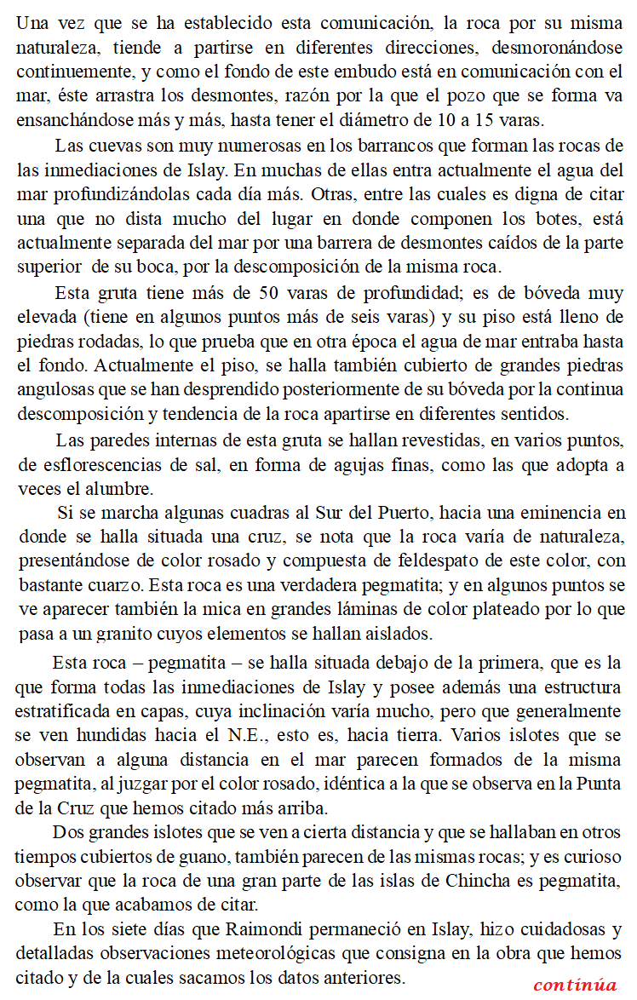 Una vez que se ha establecido esta comunicación, la roca por su misma
naturaleza, tiende a partirse en diferentes direcciones, desmoronándose
continuemente, y como el fondo de este embudo está en comunicación con el
mar, éste arrastra los desmontes, razón por la que el pozo que se forma va
ensanchándose más y más, hasta tener el diámetro de 10 a 15 varas.
Las cuevas son muy numerosas en los barrancos que forman las rocas de
las inmediaciones de Islay. En muchas de ellas entra actualmente el agua del
mar profundizándolas cada día más. Otras, entre las cuales es digna de citar
una que no dista mucho del lugar en donde componen los botes, está
actualmente separada del mar por una barrera de desmontes caídos de la parte
superior de su boca, por la descomposición de la misma roca.
Esta gruta tiene más de 50 varas de profundidad; es de bóveda muy
elevada (tiene en algunos puntos más de seis varas) y su piso está lleno de
piedras rodadas, lo que prueba que en otra época el agua de mar entraba hasta
el fondo. Actualmente el piso, se halla también cubierto de grandes piedras
angulosas que se han desprendido posteriormente de su bóveda por la continua
descomposición y tendencia de la roca apartirse en diferentes sentidos.
Las paredes internas de esta gruta se hallan revestidas, en varios puntos,
de esflorescencias de sal, en forma de agujas finas, como las que adopta a
veces el alumbre.
Si se marcha algunas cuadras al Sur del Puerto, hacia una eminencia en
donde se halla situada una cruz, se nota que la roca varía de naturaleza,
presentándose de color rosado y compuesta de feldespato de este color, con
bastante cuarzo. Esta roca es una verdadera pegmatita; y en algunos puntos se
ve aparecer también la mica en grandes láminas de color plateado por lo que
pasa a un granito cuyos elementos se hallan aislados.
Esta roca – pegmatita – se halla situada debajo de la primera, que es la
que forma todas las inmediaciones de Islay y posee además una estructura
estratificada en capas, cuya inclinación varía mucho, pero que generalmente
se ven hundidas hacia el N.E., esto es, hacia tierra. Varios islotes que se
observan a alguna distancia en el mar parecen formados de la misma
pegmatita, al juzgar por el color rosado, idéntica a la que se observa en la Punta
de la Cruz que hemos citado más arriba.
Dos grandes islotes que se ven a cierta distancia y que se hallaban en otros
tiempos cubiertos de guano, también parecen de las mismas rocas; y es curioso
observar que la roca de una gran parte de las islas de Chincha es pegmatita,
como la que acabamos de citar.
En los siete días que Raimondi permaneció en Islay, hizo cuidadosas y
detalladas observaciones meteorológicas que consigna en la obra que hemos
citado y de la cuales sacamos los datos anteriores.
continúa